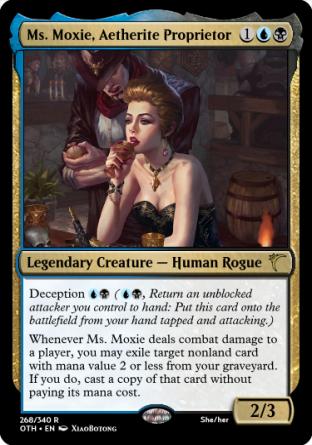 Ms. Moxie, Aetherite Proprietor 1
Legendary Creature — Human Rogue
Deception (, Return an unblocked
attacker you control to hand: Put this card onto the
battlefield from your hand tapped and attacking.)
Whenever Ms. Moxie deals combat damage to
a player, you may exile target nonland card
with mana value 2 or less from your graveyard.
If you do, cast a copy of that card without
paying its mana cost.
2/3
268/340 R
She/her
OTH • EN XiaoBotong